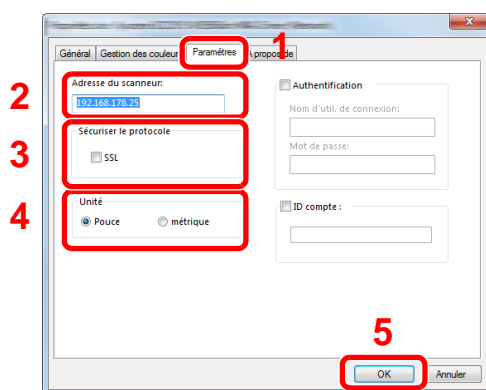 Général Gestion des couleur Paramètres 1 A propos de
2 Adresse du scanneur:
192.168.178.25
3 Sécuriser le protocole
SSL
4 Unité
Pouce métrique
Authentification
Nom d'util. de connexion:
Mot de passe:
ID compte :
5
OK Annuler